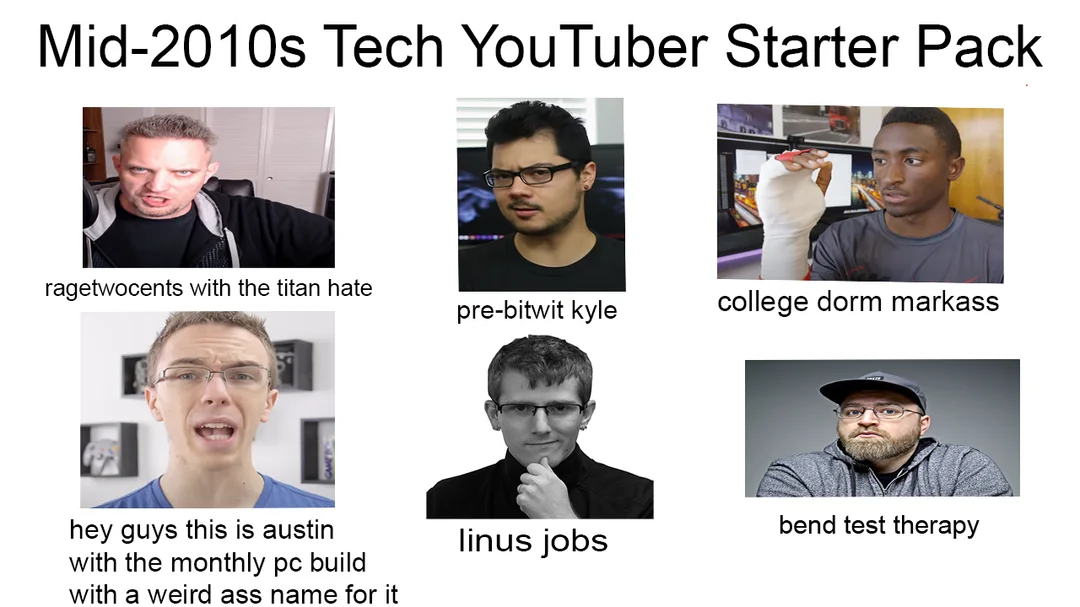 Mid-2010s Tech YouTuber Starter Pack
ragetwocents with the titan hate
pre-bitwit kyle
college dorm markass
hey guys this is austin
with the monthly pc build
with a weird ass name for it
linus jobs
bend test therapy